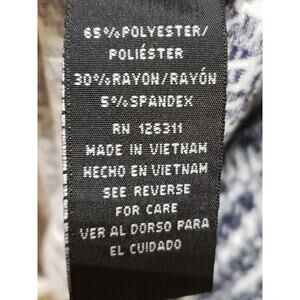 65%POLYESTER/
POLIÉSTER
30%RAYON/RAYÓN
5%SPANDEX
RN 126311
MADE IN VIETNAM
HECHO EN VIETNAM
SEE REVERSE
FOR CARE
VER AL DORSO PARA
EL CUIDADO